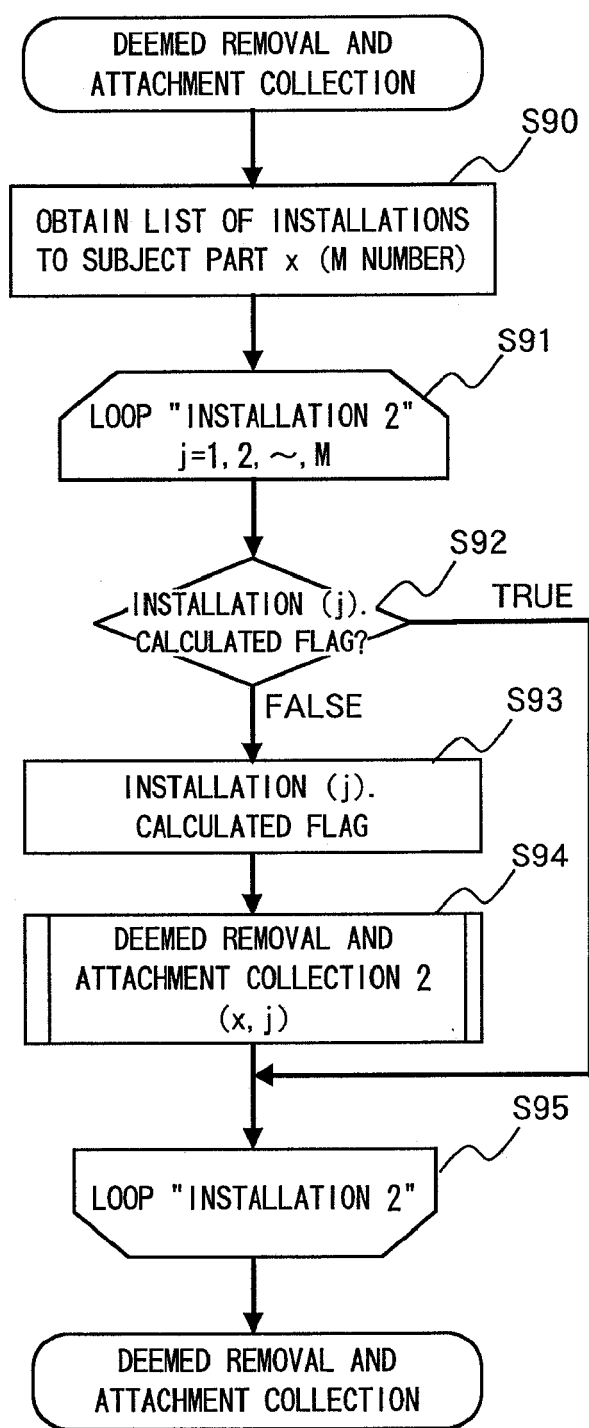 DEEMED REMOVAL AND
ATTACHMENT COLLECTION
S90
OBTAIN LIST OF INSTALLATIONS
TO SUBJECT PART x (M NUMBER)
S91
LOOP "INSTALLATION 2"
j=1, 2, ～, M
S92
INSTALLATION (j).
CALCULATED FLAG?
TRUE
FALSE
S93
INSTALLATION (j).
CALCULATED FLAG
S94
DEEMED REMOVAL AND
ATTACHMENT COLLECTION 2
(x, j)
S95
LOOP "INSTALLATION 2"
DEEMED REMOVAL AND
ATTACHMENT COLLECTION